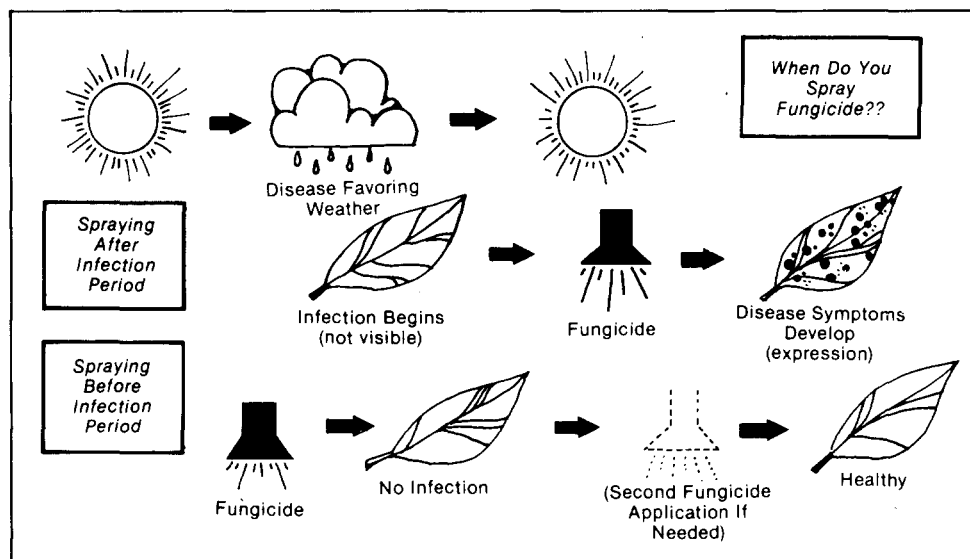 When Do You
Spray
Fungicide??
Disease Favoring
Weather
Spraying
After
Infection
Period
Infection Begins
(not visible)
Fungicide
Disease Symptoms
Develop
(expression)
Spraying
Before
Infection
Period
Fungicide
No Infection
(Second Fungicide
Application If
Needed)
Healthy